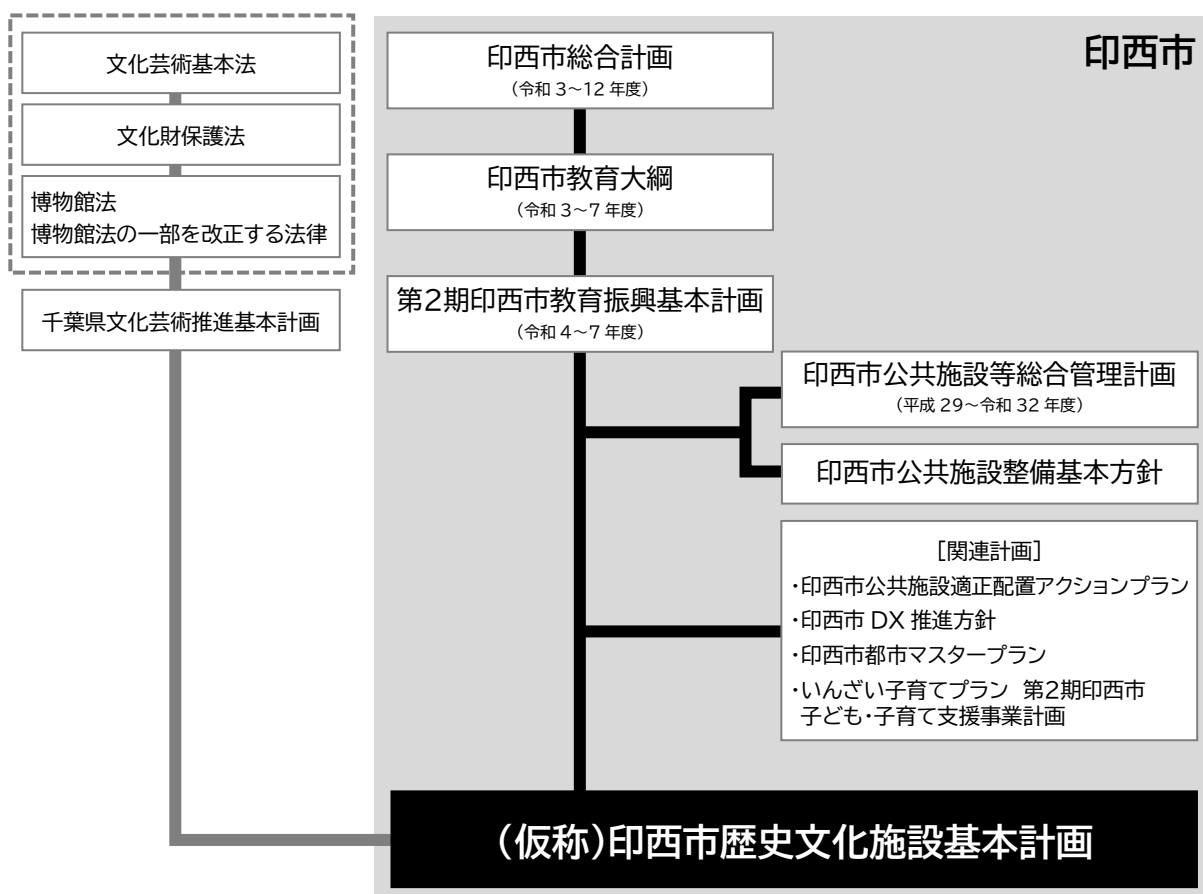 文化芸術基本法
文化財保護法
博物館法
博物館法の一部を改正する法律
千葉県文化芸術推進基本計画
印西市
印西市総合計画
(令和 3～12 年度)
印西市教育大綱
(令和 3～7 年度)
第2期印西市教育振興基本計画
(令和 4～7 年度)
印西市公共施設等総合管理計画
(平成 29～令和 32 年度)
印西市公共施設整備基本方針
[関連計画]
・印西市公共施設適正配置アクションプラン
・印西市 DX 推進方針
・印西市都市マスタープラン
・いんざい子育てプラン 第2期印西市
子ども・子育て支援事業計画
(仮称)印西市歴史文化施設基本計画